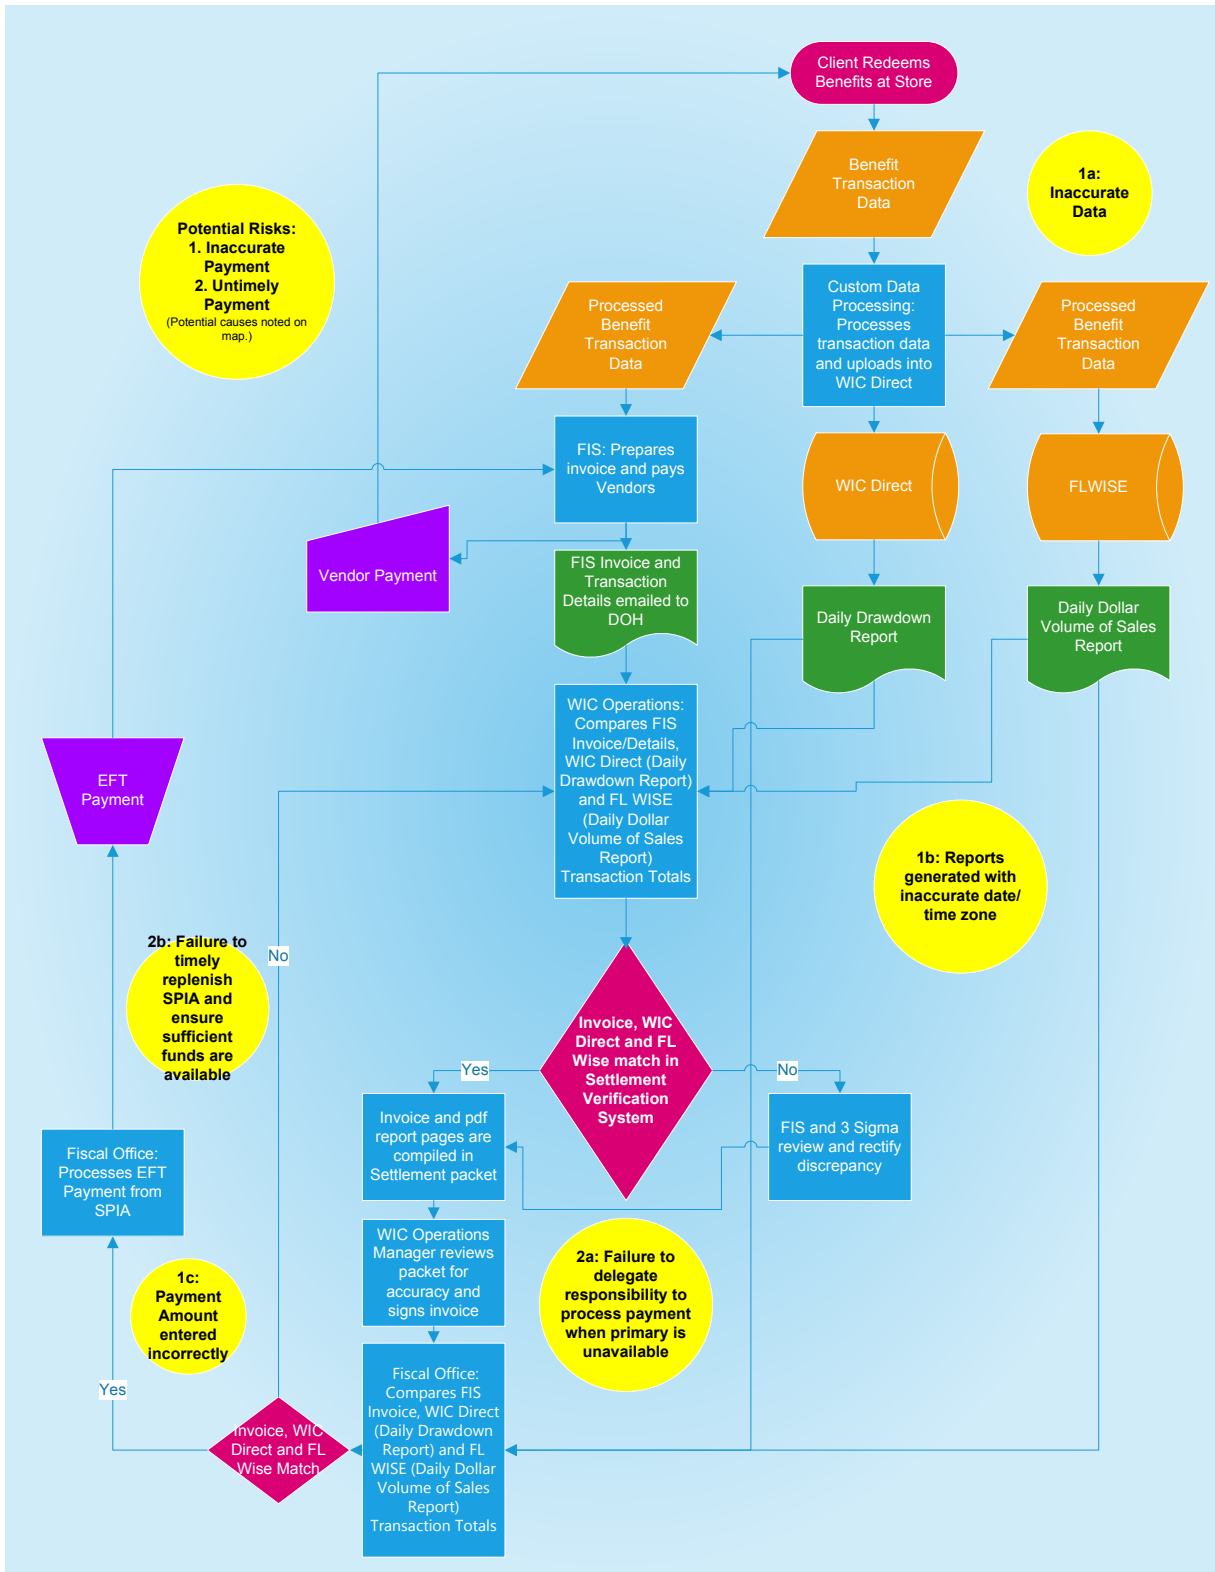 Client Redeems
Benefits at Store
Benefit
Transaction
Data
1a:
Inaccurate
Data
Potential Risks:
1. Inaccurate
Payment
2. Untimely
Payment
(Potential causes noted on
map.)
Processed
Benefit
Transaction
Data
Custom Data
Processing:
Processes
transaction data
and uploads into
WIC Direct
Processed
Benefit
Transaction
Data
FIS: Prepares
invoice and pays
Vendors
WIC Direct
FLWISE
Vendor Payment
FIS Invoice and
Transaction
Details emailed to
DOH
Daily Drawdown
Report
Daily Dollar
Volume of Sales
Report
WIC Operations:
Compares FIS
Invoice/Details,
WIC Direct (Daily
Drawdown Report)
and FL WISE
(Daily Dollar
Volume of Sales
Report)
Transaction Totals
EFT
Payment
1b: Reports
generated with
inaccurate date/
time zone
2b: Failure to
timely
replenish
SPIA and
ensure
sufficient
funds are
available
No
Invoice, WIC
Direct and FL
Wise match in
Settlement
Verification
System
Yes
No
Invoice and pdf
report pages are
compiled in
Settlement packet
FIS and 3 Sigma
review and rectify
discrepancy
Fiscal Office:
Processes EFT
Payment from
SPIA
WIC Operations
Manager reviews
packet for
accuracy and
signs invoice
2a: Failure to
delegate
responsibility to
process payment
when primary is
unavailable
1c:
Payment
Amount
entered
incorrectly
Yes
Invoice, WIC
Direct and FL
Wise Match
Fiscal Office:
Compares FIS
Invoice, WIC Direct
(Daily Drawdown
Report) and FL
WISE (Daily Dollar
Volume of Sales
Report)
Transaction Totals